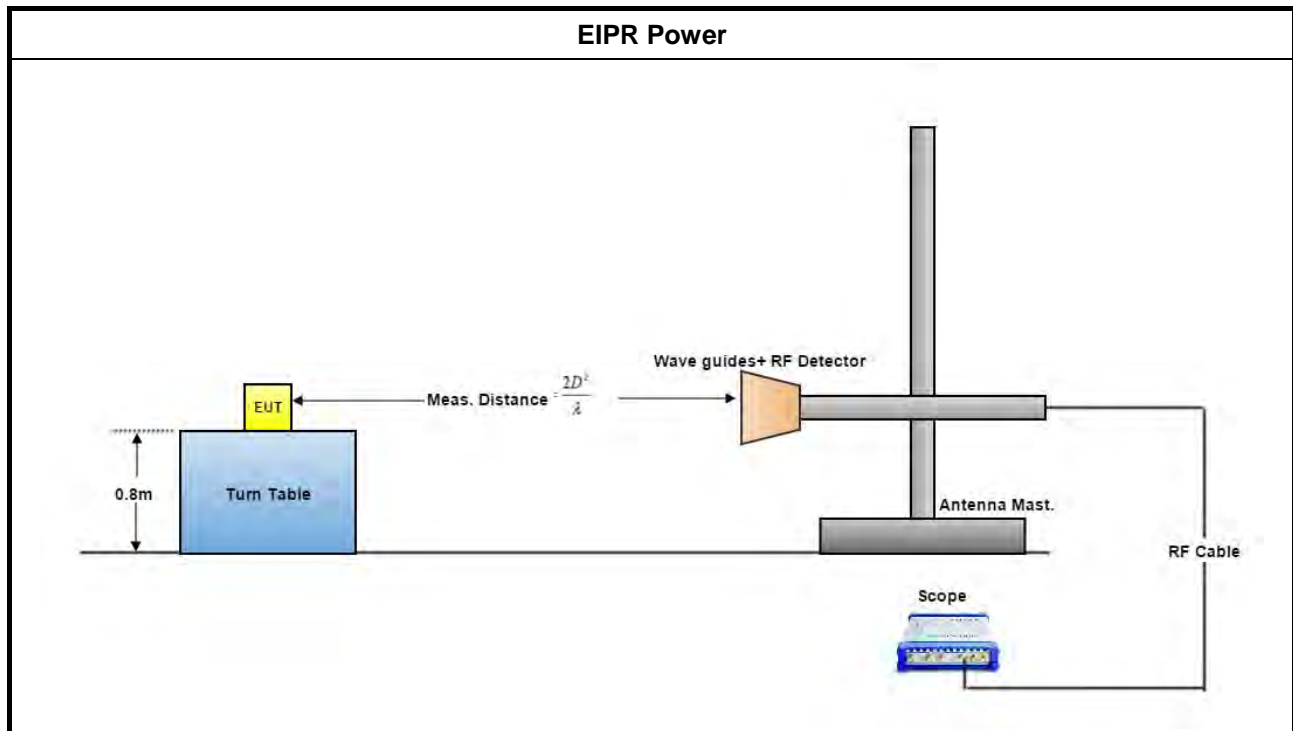 EIPR Power
Wave guides+ RF Detector
EUT
Meas. Distance = 2D²/λ
0.8m
Turn Table
Antenna Mast.
RF Cable
Scope